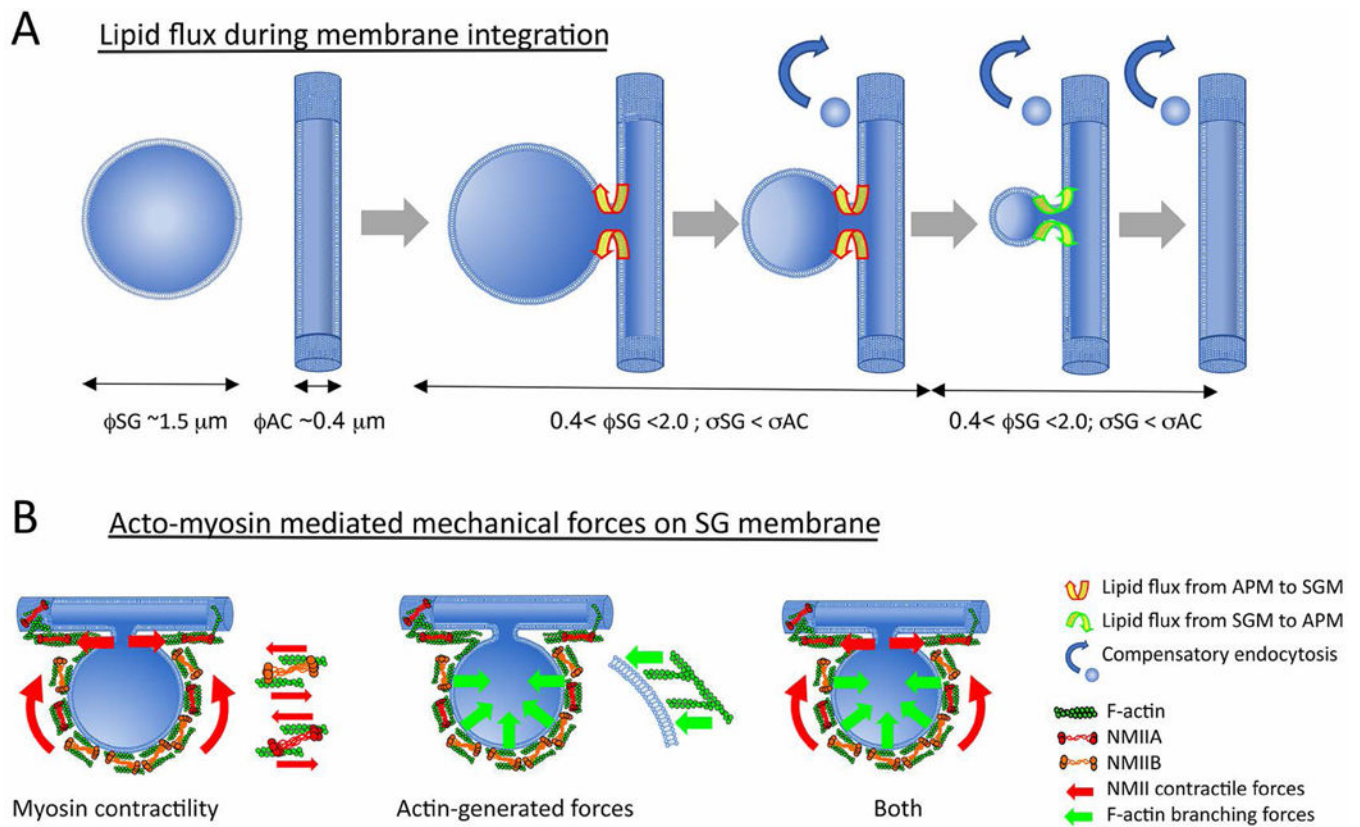 A
Lipid flux during membrane integration
ϕSG ~1.5 μm
ϕAC ~0.4 μm
0.4< ϕSG <2.0 ; σSG < σAC
0.4< ϕSG <2.0; σSG < σAC
B
Acto-myosin mediated mechanical forces on SG membrane
Myosin contractility
Actin-generated forces
Both
Lipid flux from APM to SGM
Lipid flux from SGM to APM
Compensatory endocytosis
F-actin
NMIIA
NMIIB
NMII contractile forces
F-actin branching forces